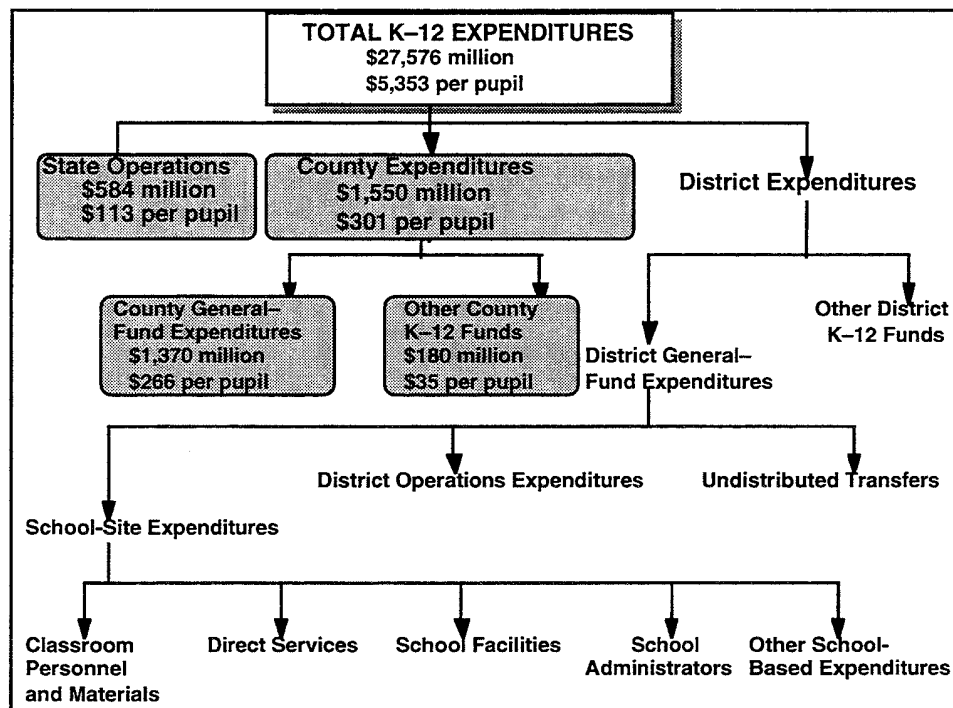 TOTAL K–12 EXPENDITURES
$27,576 million
$5,353 per pupil
State Operations
$584 million
$113 per pupil
County Expenditures
$1,550 million
$301 per pupil
District Expenditures
County General–
Fund Expenditures
$1,370 million
$266 per pupil
Other County
K–12 Funds
$180 million
$35 per pupil
District General–
Fund Expenditures
Other District
K–12 Funds
District Operations Expenditures
Undistributed Transfers
School-Site Expenditures
Classroom
Personnel
and Materials
Direct Services
School Facilities
School
Administrators
Other School-
Based Expenditures